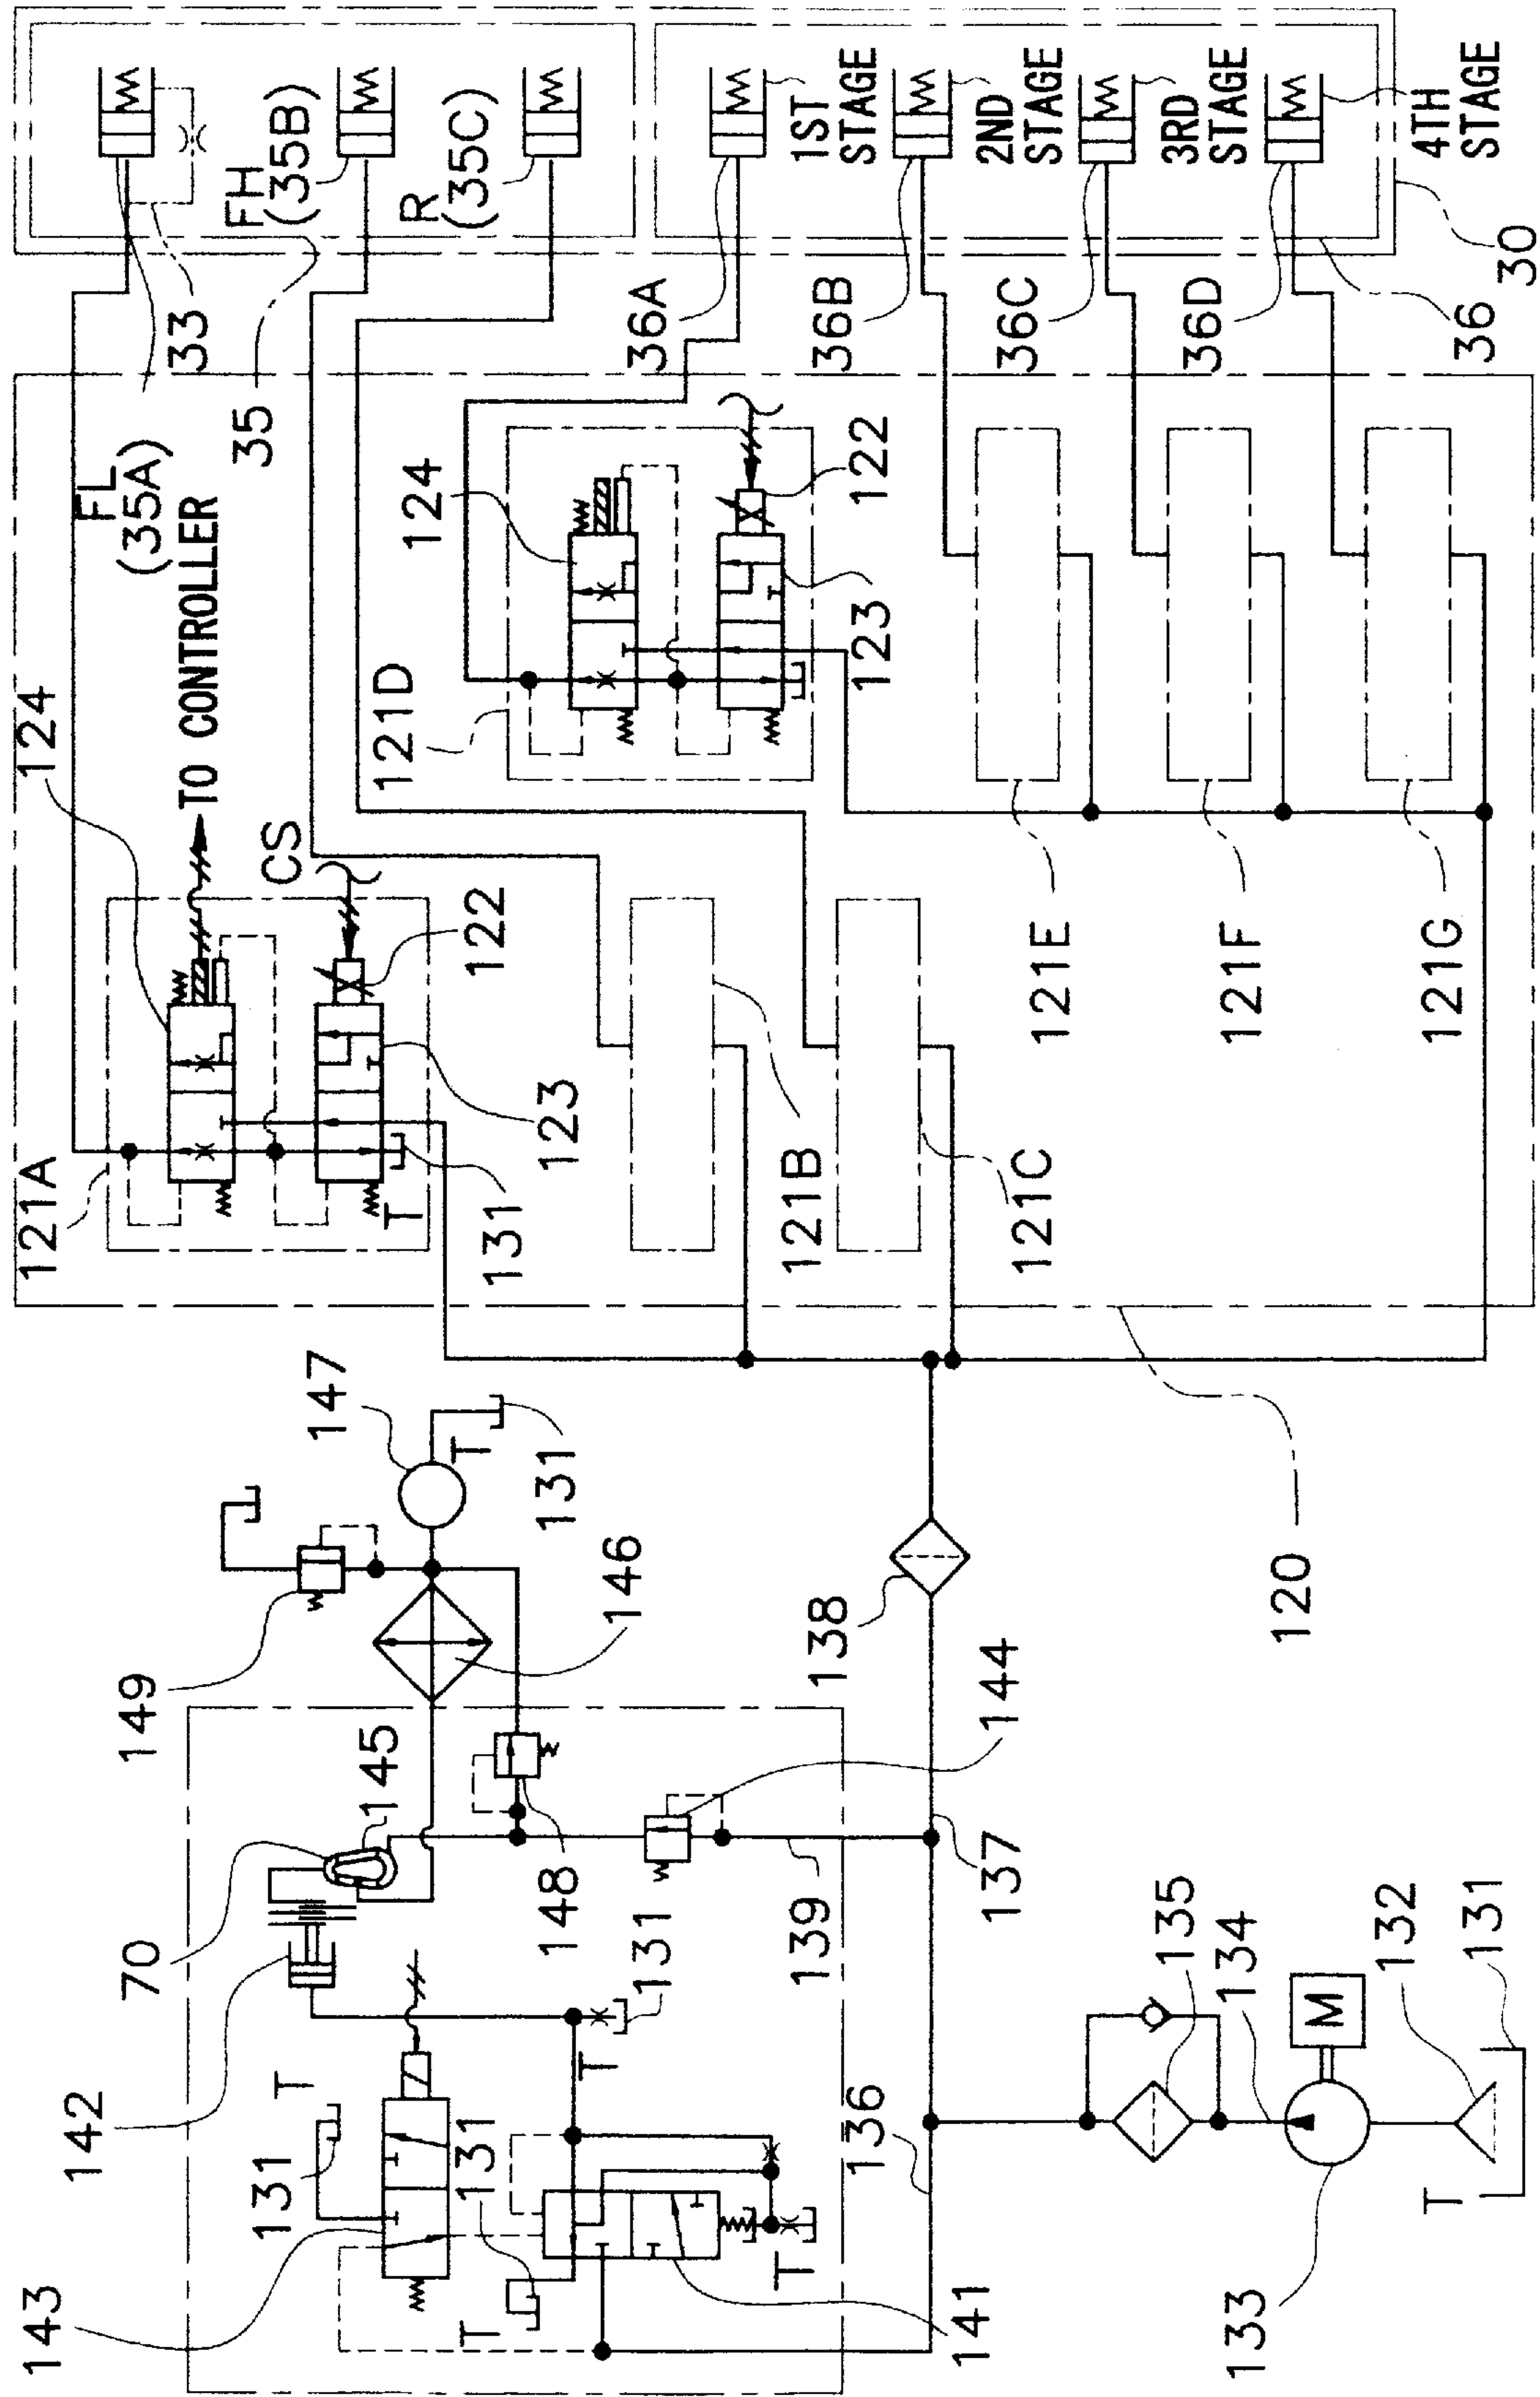 143
121A
124
142
FL
(35A)
70
149
TO CONTROLLER
33
131
T
CS
35
FH
(35B)
147
145
T
121D
124
R
(35C)
T
131
T
122
131
148
131
123
T
146
131
36A
T
121B
1ST
STAGE
139
138
122
123
36B
136
141
137
144
121C
2ND
STAGE
121E
36C
135
134
133
120
121F
3RD
STAGE
36D
M
132
T
131
121G
36
4TH
STAGE
30